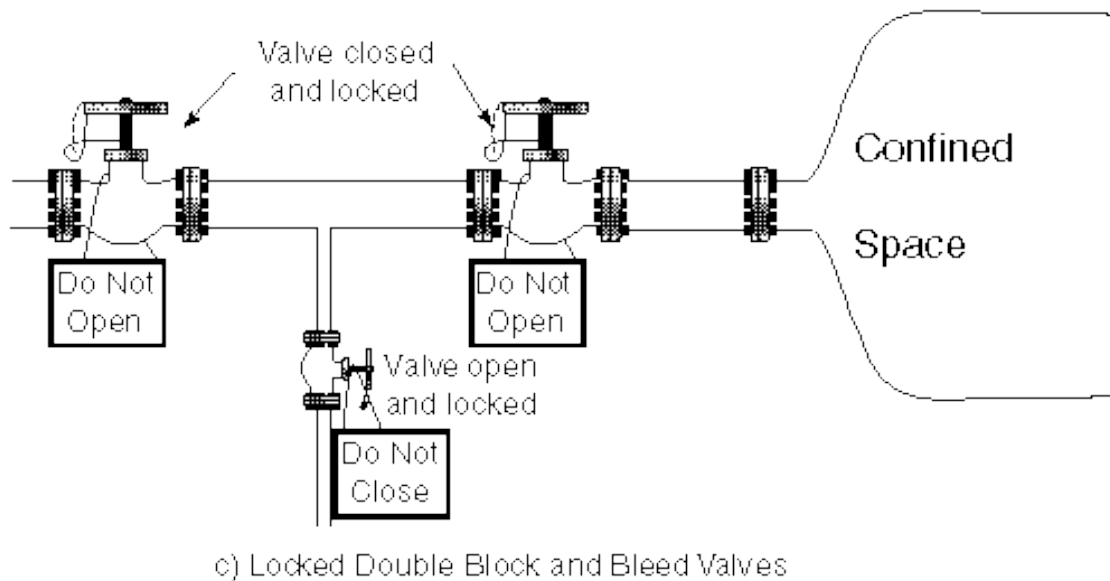 Valve closed
and locked
Confined
Space
Do Not
Open
Do Not
Open
Valve open
and locked
Do Not
Close
c) Locked Double Block and Bleed Valves